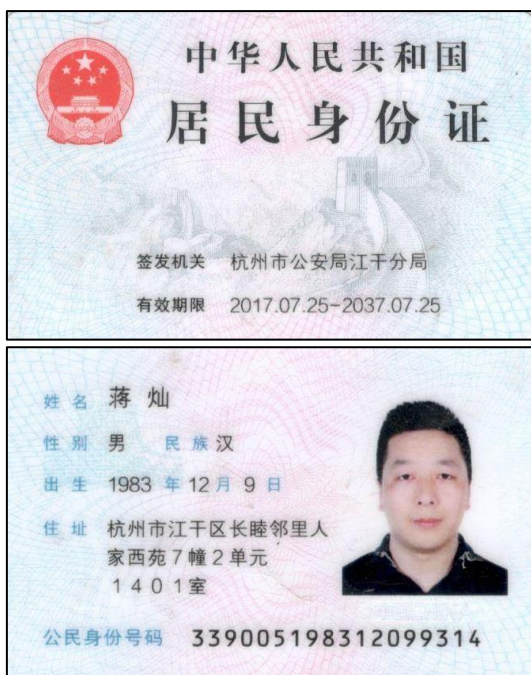 中华人民共和国
居民身份证
签发机关 杭州市公安局江干分局
有效期限 2017.07.25-2037.07.25
姓名 蒋灿
性别 男 民族 汉
出生 1983 年 12 月 9 日
住址 杭州市江干区长睦邻里人
家西苑7幢2单元
1401室
公民身份号码 339005198312099314